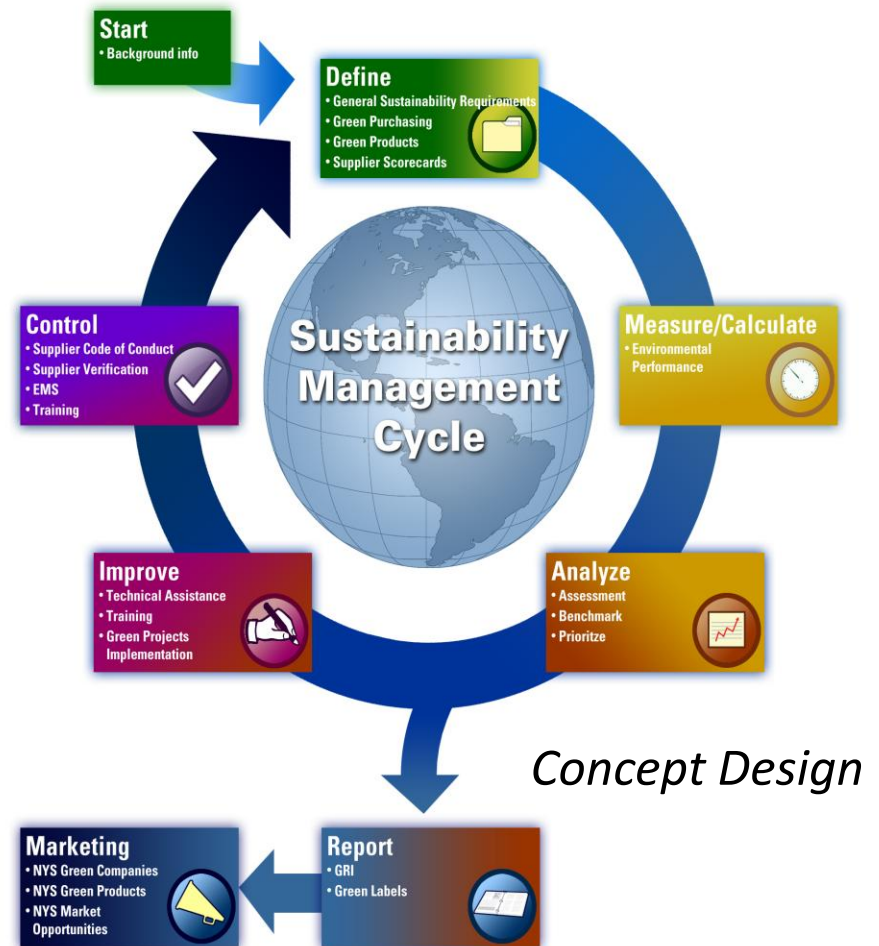 Start
• Background info
Define
• General Sustainability Requirements
• Green Purchasing
• Green Products
• Supplier Scorecards
Control
• Supplier Code of Conduct
• Supplier Verification
• EMS
• Training
Sustainability
Management
Cycle
Measure/Calculate
• Environmental
Performance
Improve
• Technical Assistance
• Training
• Green Projects
Implementation
Analyze
• Assessment
• Benchmark
• Prioritze
Concept Design
Marketing
• NYS Green Companies
• NYS Green Products
• NYS Market
Opportunities
Report
• GRI
• Green Labels